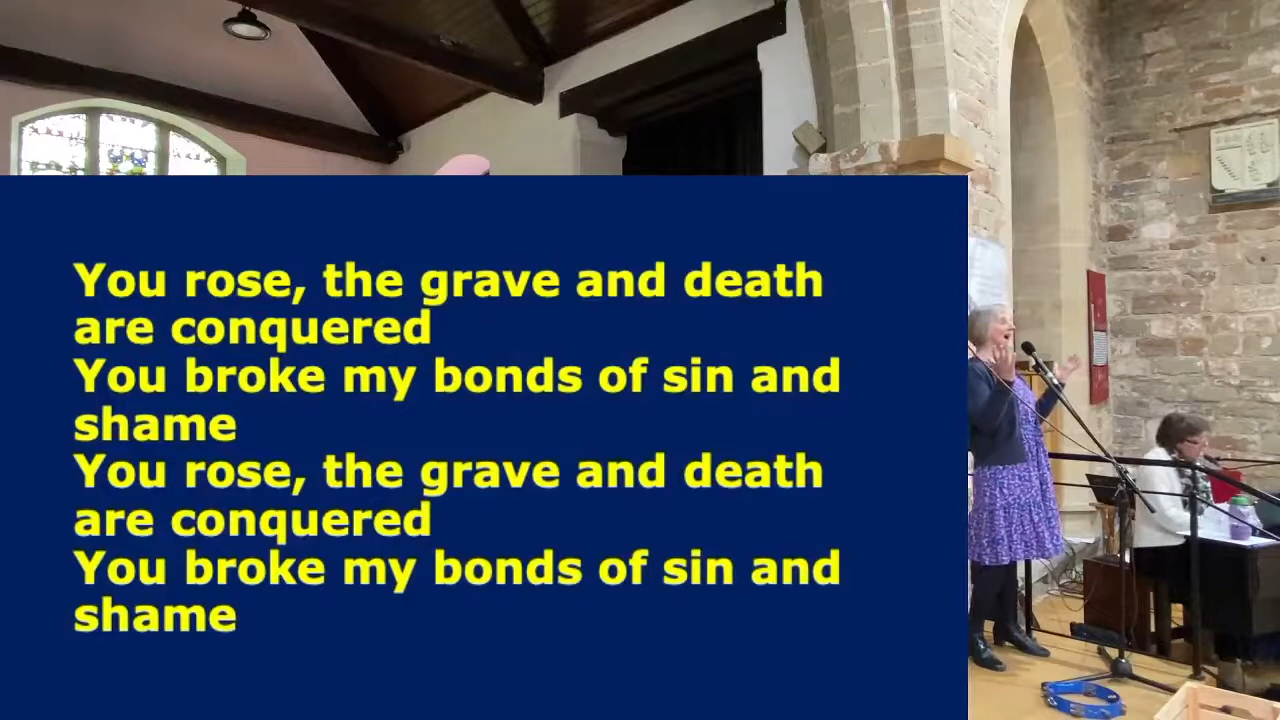 You rose, the grave and death
are conquered
You broke my bonds of sin and
shame
You rose, the grave and death
are conquered
You broke my bonds of sin and
shame